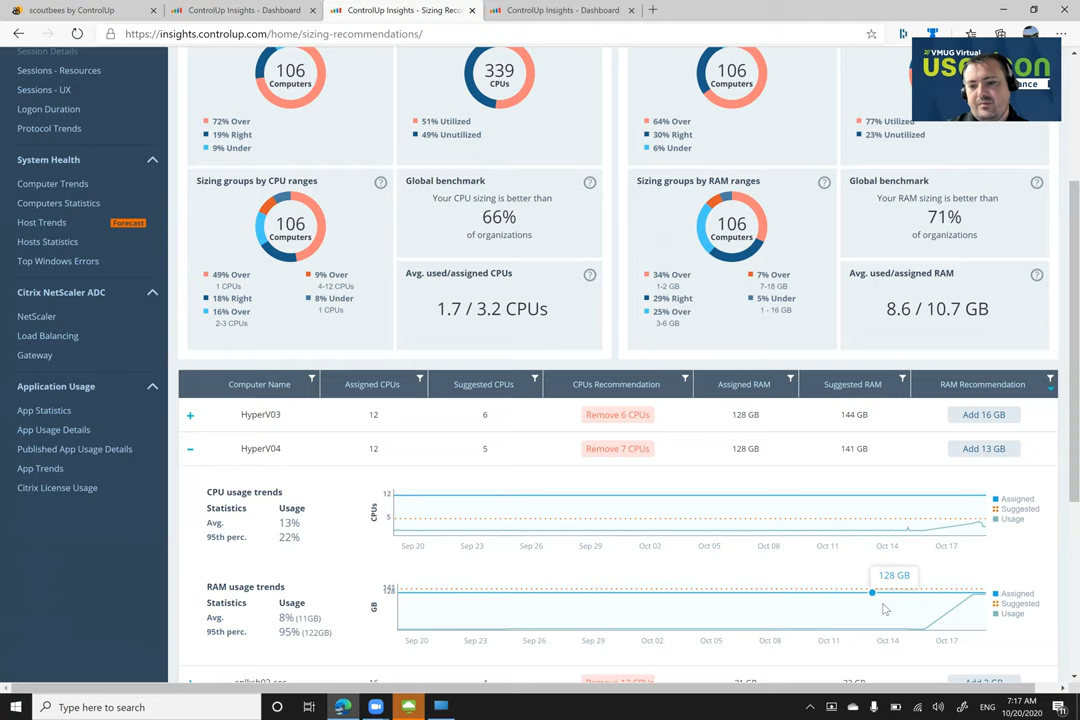 scoutbees by ControlUp
ControlUp Insights - Dashboard
ControlUp Insights - Sizing Reco
ControlUp Insights - Dashboard
https://insights.controlup.com/home/sizing-recommendations/
VMUG Virtual
Session Details
Sessions - Resources
Sessions - UX
Logon Duration
Protocol Trends
System Health
Computer Trends
Computers Statistics
Host Trends
Forecast
Hosts Statistics
Top Windows Errors
Citrix NetScaler ADC
NetScaler
Load Balancing
Gateway
Application Usage
App Statistics
App Usage Details
Published App Usage Details
App Trends
Citrix License Usage
106
Computers
72% Over
19% Right
9% Under
339
CPUs
51% Utilized
49% Unutilized
106
Computers
64% Over
30% Right
6% Under
77% Utilized
23% Unutilized
Sizing groups by CPU ranges
106
Computers
49% Over
1 CPUs
18% Right
16% Over
2-3 CPUs
9% Over
4-12 CPUs
8% Under
1 CPUs
Global benchmark
Your CPU sizing is better than
66%
of organizations
Avg. used/assigned CPUs
1.7 / 3.2 CPUs
Sizing groups by RAM ranges
106
Computers
34% Over
1-2 GB
29% Right
25% Over
3-6 GB
7% Over
7-18 GB
5% Under
1 - 16 GB
Global benchmark
Your RAM sizing is better than
71%
of organizations
Avg. used/assigned RAM
8.6 / 10.7 GB
Computer Name Assigned CPUs Suggested CPUs CPUs Recommendation Assigned RAM Suggested RAM RAM Recommendation
HyperV03 12 6 Remove 6 CPUs 128 GB 144 GB Add 16 GB
HyperV04 12 5 Remove 7 CPUs 128 GB 141 GB Add 13 GB
CPU usage trends
Statistics Usage
Avg. 13%
95th perc. 22%
CPUs
12
5
Sep 20 Sep 23 Sep 26 Sep 29 Oct 02 Oct 05 Oct 08 Oct 11 Oct 14 Oct 17
Assigned
Suggested
Usage
RAM usage trends
Statistics Usage
Avg. 8% (11GB)
95th perc. 95% (122GB)
GB
141
128
128 GB
Sep 20 Sep 23 Sep 26 Sep 29 Oct 02 Oct 05 Oct 08 Oct 11 Oct 14 Oct 17
Assigned
Suggested
Usage
Type here to search
ENG
7:17 AM
10/20/2020